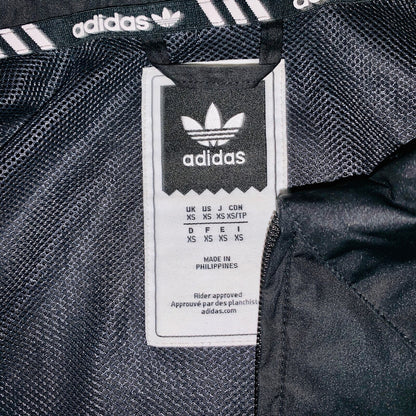 adidas
adidas
UK US J CDN
XS XS XS XS/TP
D F E I
XS XS XS XS
MADE IN
PHILIPPINES
Rider approved
Approuvé par des planchist
adidas.com